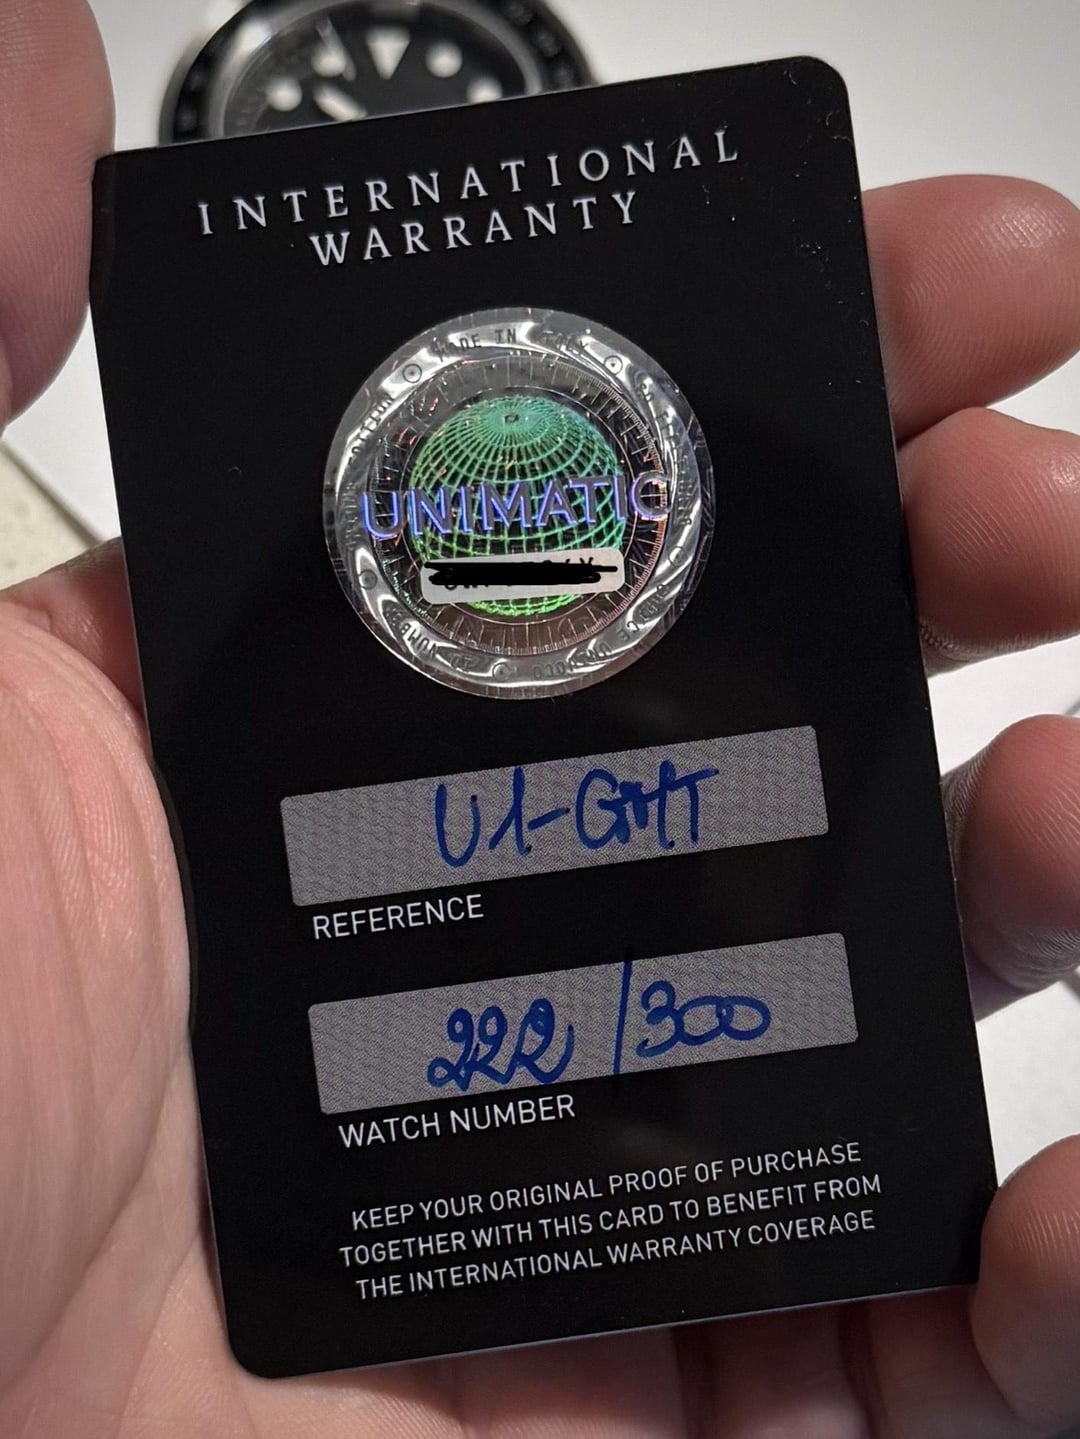 INTERNATIONAL
WARRANTY
MADE IN ITALY
UNIMATIC
U1-GMT
REFERENCE
222/300
WATCH NUMBER
KEEP YOUR ORIGINAL PROOF OF PURCHASE
TOGETHER WITH THIS CARD TO BENEFIT FROM
THE INTERNATIONAL WARRANTY COVERAGE